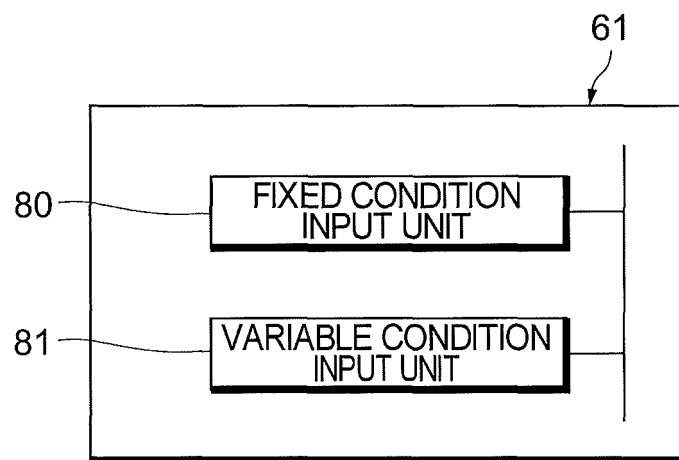 61
80
FIXED CONDITION
INPUT UNIT
81
VARIABLE CONDITION
INPUT UNIT